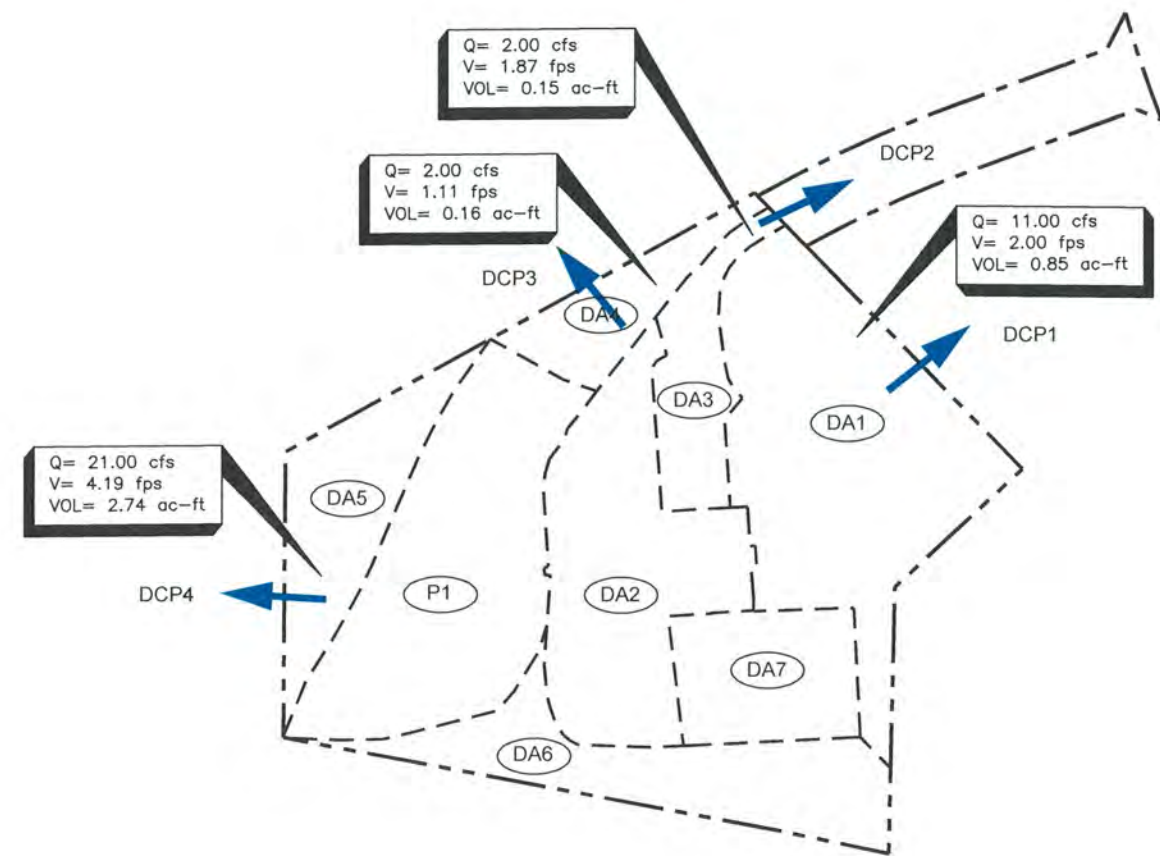 Q= 2.00 cfs
V= 1.87 fps
VOL= 0.15 ac-ft
DCP2
Q= 2.00 cfs
V= 1.11 fps
VOL= 0.16 ac-ft
Q= 11.00 cfs
V= 2.00 fps
VOL= 0.85 ac-ft
DCP3
DA4
DCP1
DA3
DA1
Q= 21.00 cfs
V= 4.19 fps
VOL= 2.74 ac-ft
DA5
DCP4
P1
DA2
DA7
DA6